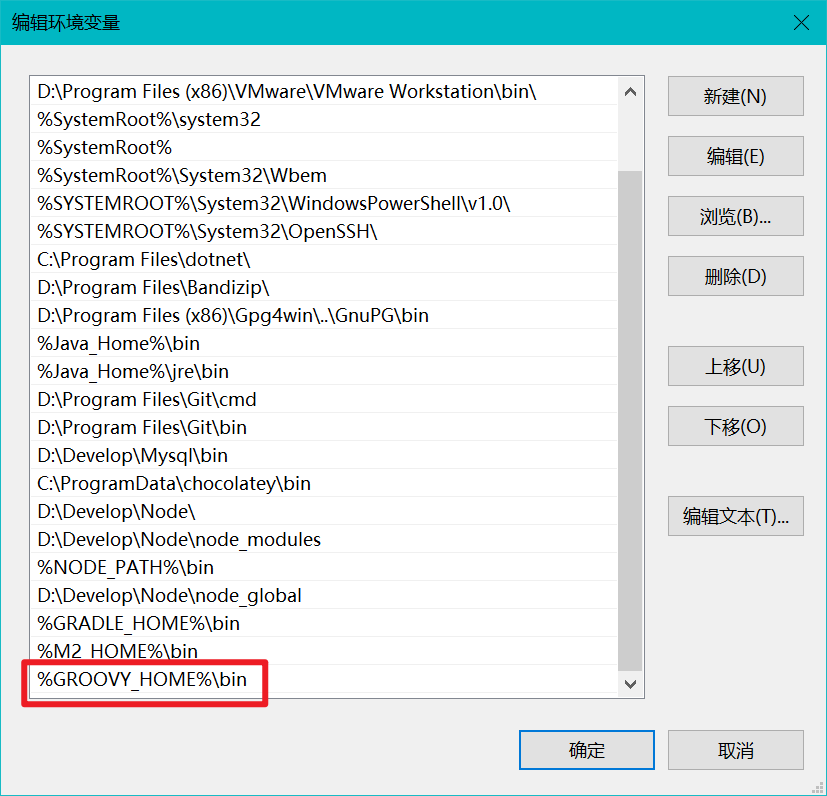 编辑环境变量
D:\Program Files (x86)\VMware\VMware Workstation\bin\
%SystemRoot%\system32
%SystemRoot%
%SystemRoot%\System32\Wbem
%SYSTEMROOT%\System32\WindowsPowerShell\v1.0\
%SYSTEMROOT%\System32\OpenSSH\
C:\Program Files\dotnet\
D:\Program Files\Bandizip\
D:\Program Files (x86)\Gpg4win\..\GnuPG\bin
%Java_Home%\bin
%Java_Home%\jre\bin
D:\Program Files\Git\cmd
D:\Program Files\Git\bin
D:\Develop\Mysql\bin
C:\ProgramData\chocolatey\bin
D:\Develop\Node\
D:\Develop\Node\node_modules
%NODE_PATH%\bin
D:\Develop\Node\node_global
%GRADLE_HOME%\bin
%M2_HOME%\bin
%GROOVY_HOME%\bin
新建(N)
编辑(E)
浏览(B)...
删除(D)
上移(U)
下移(O)
编辑文本(T)...
确定
取消